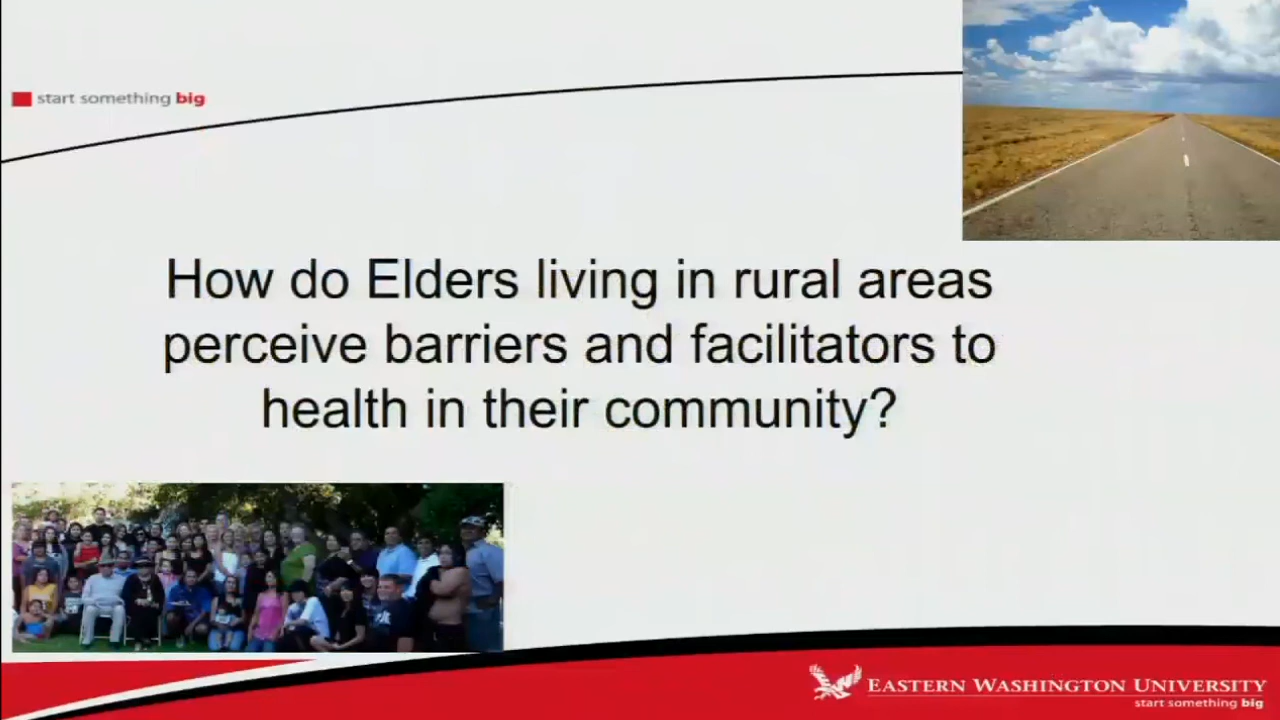 start something big
How do Elders living in rural areas
perceive barriers and facilitators to
health in their community?
EASTERN WASHINGTON UNIVERSITY
start something big